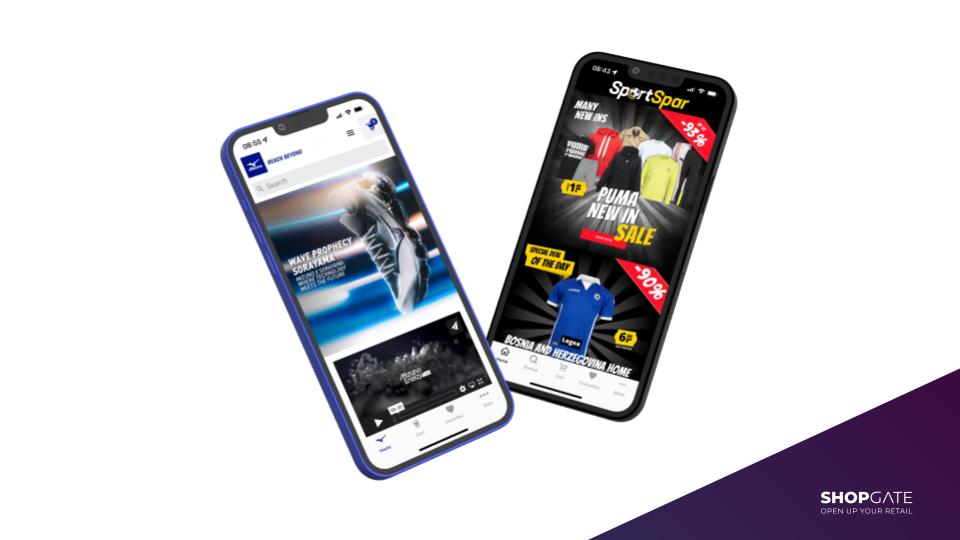 08:55
REACH BEYOND
Search
WAVE PROPHECY
SORAYAMA
MIZUNO X SORAYAMA,
WHERE TECHNOLOGY
MEETS THE FUTURE
Mizuno
Enerzy
Home
Cart
Favorites
More
08:43
SportSpar
MANY
NEW INS
-93%
PUMA
NEW IN
SALE
SPECIAL DEAL
OF THE DAY
-90%
Legea
BOSNIA AND HERZEGOVINA HOME
Home
Browse
Cart
Favourites
More
SHOPGATE
OPEN UP YOUR RETAIL